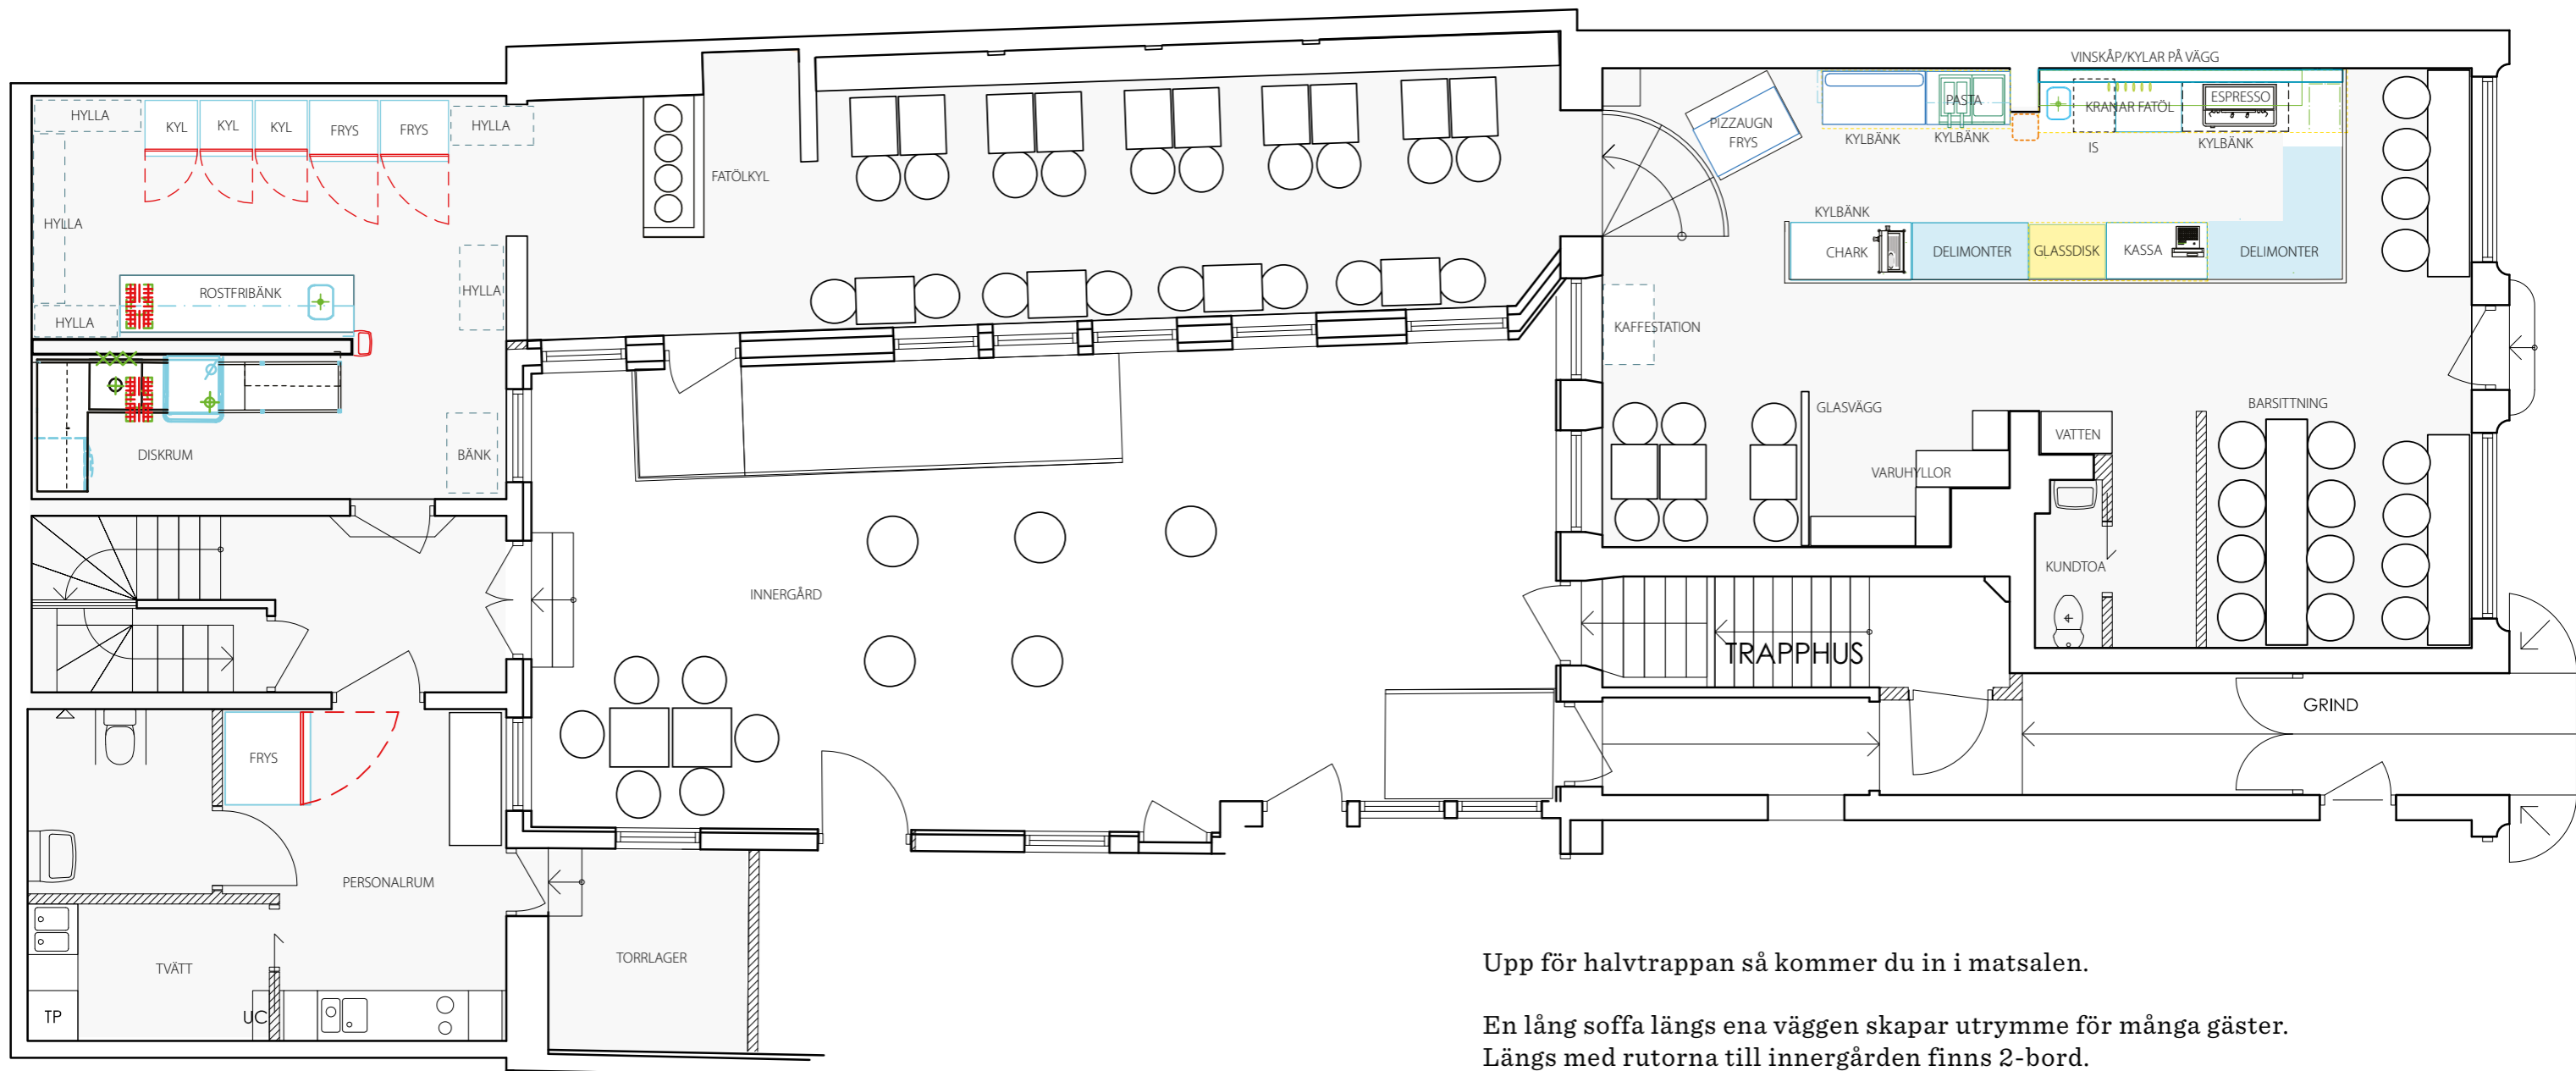 VINSKÅP/KYLAR PÅ VÄGG
HYLLA
KYL
KYL
KYL
FRYS
FRYS
HYLLA
HYLLA
ROSTFRIBÄNK
HYLLA
HYLLA
DISKRUM
BÄNK
FATÖLKYL
PIZZAUGN
FRYS
KYLBÄNK
PASTA
KYLBÄNK
KRANAR FATÖL
IS
ESPRESSO
KYLBÄNK
KYLBÄNK
CHARK
DELIMONTER
GLASSDISK
KASSA
DELIMONTER
KAFFESTATION
GLASVÄGG
VARUHYLLOR
VATTEN
BARSITTNING
KUNDTOA
INNERGÅRD
TRAPPHUS
GRIND
FRYS
PERSONALRUM
TVÄTT
TP
UC
TORRLAGER
Upp för halvtrappan så kommer du in i matsalen.
En lång soffa längs ena väggen skapar utrymme för många gäster.
Längs med rutorna till innergården finns 2-bord.